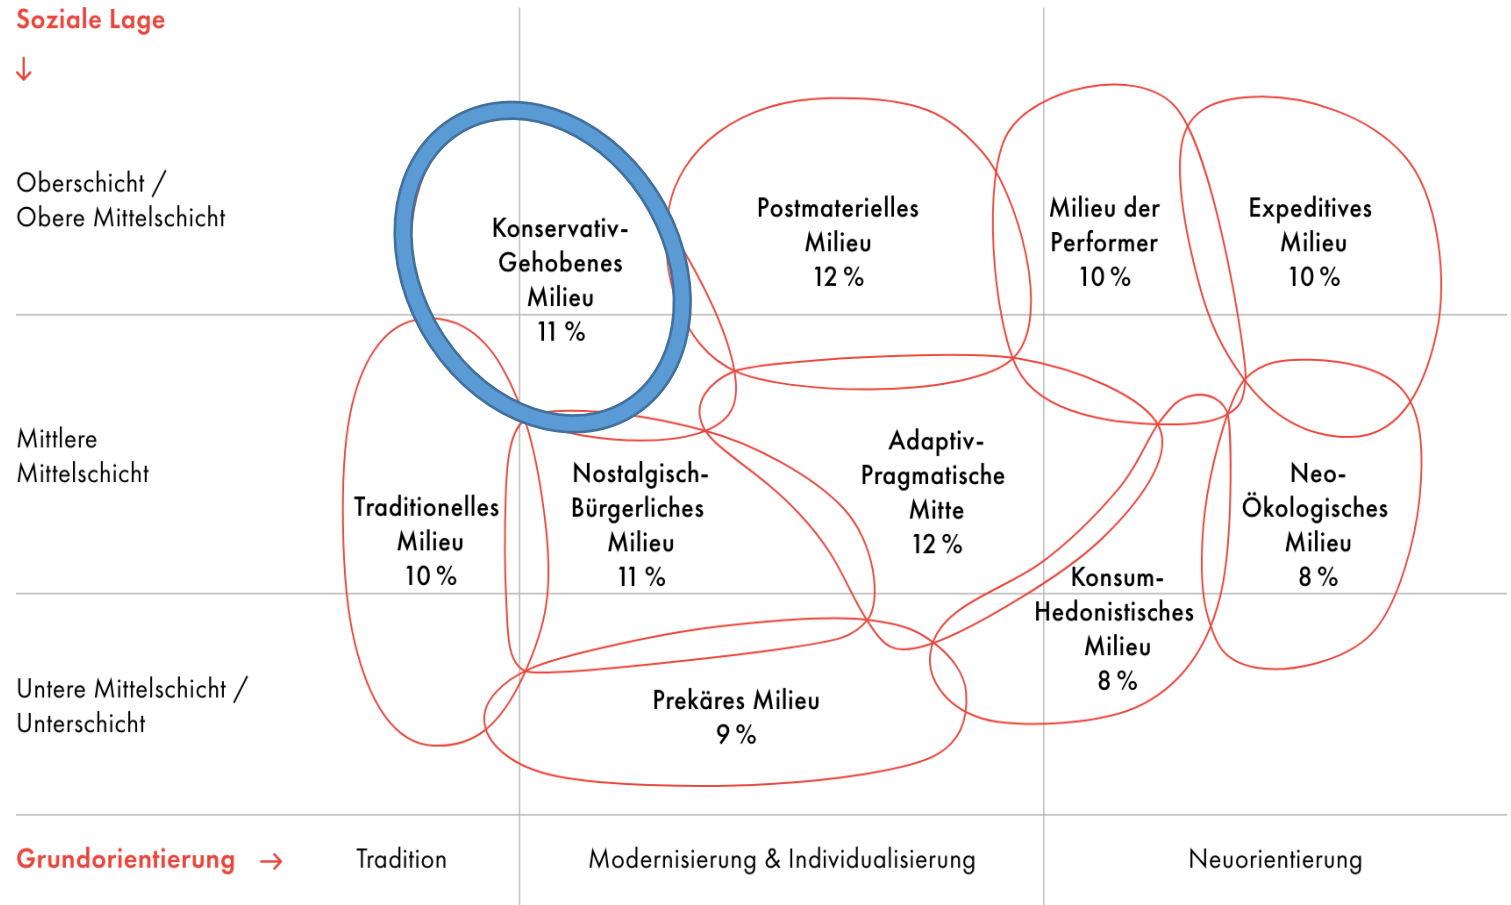 Soziale Lage
↓
Oberschicht /
Obere Mittelschicht
Konservativ-
Gehobenes
Milieu
11 %
Postmaterielles
Milieu
12 %
Milieu der
Performer
10 %
Expeditives
Milieu
10 %
Mittlere
Mittelschicht
Traditionelles
Milieu
10 %
Nostalgisch-
Bürgerliches
Milieu
11 %
Adaptiv-
Pragmatische
Mitte
12 %
Neo-
Ökologisches
Milieu
8 %
Konsum-
Hedonistisches
Milieu
8 %
Untere Mittelschicht /
Unterschicht
Prekäres Milieu
9 %
Grundorientierung →
Tradition
Modernisierung & Individualisierung
Neuorientierung